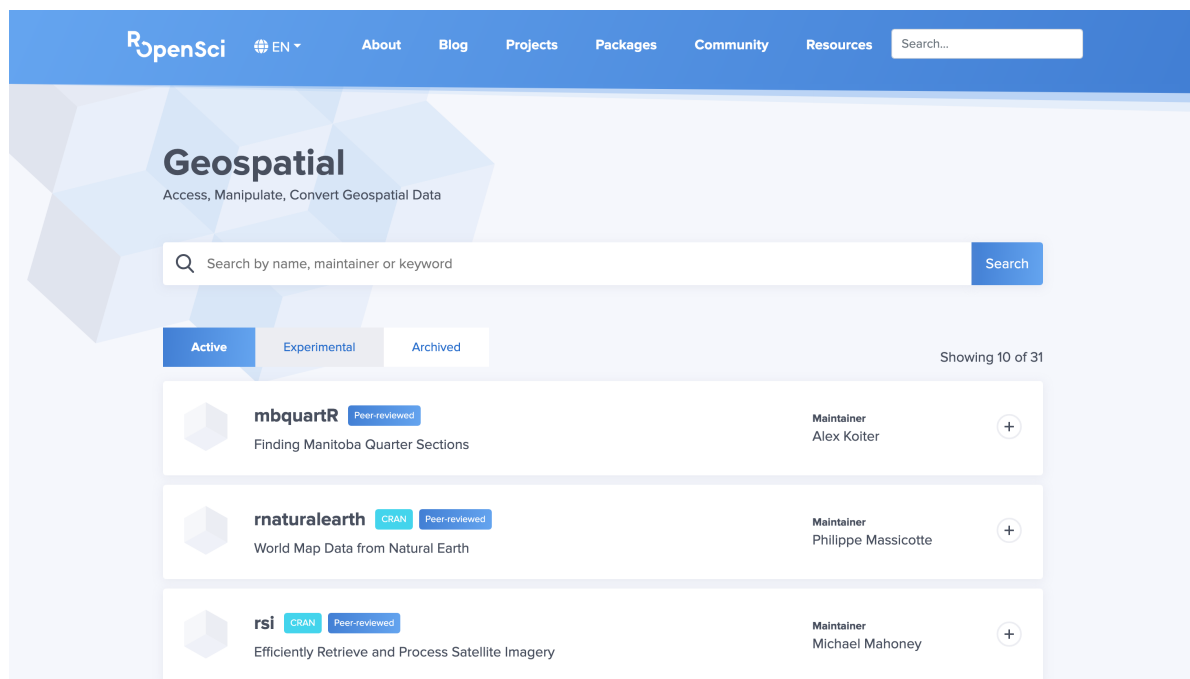 ROpenSci
EN
About
Blog
Projects
Packages
Community
Resources
Search...
Geospatial
Access, Manipulate, Convert Geospatial Data
Search by name, maintainer or keyword
Search
Active
Experimental
Archived
Showing 10 of 31
mbquartR Peer-reviewed
Finding Manitoba Quarter Sections
Maintainer
Alex Koiter
+
rnaturalearth CRAN Peer-reviewed
World Map Data from Natural Earth
Maintainer
Philippe Massicotte
+
rsi CRAN Peer-reviewed
Efficiently Retrieve and Process Satellite Imagery
Maintainer
Michael Mahoney
+